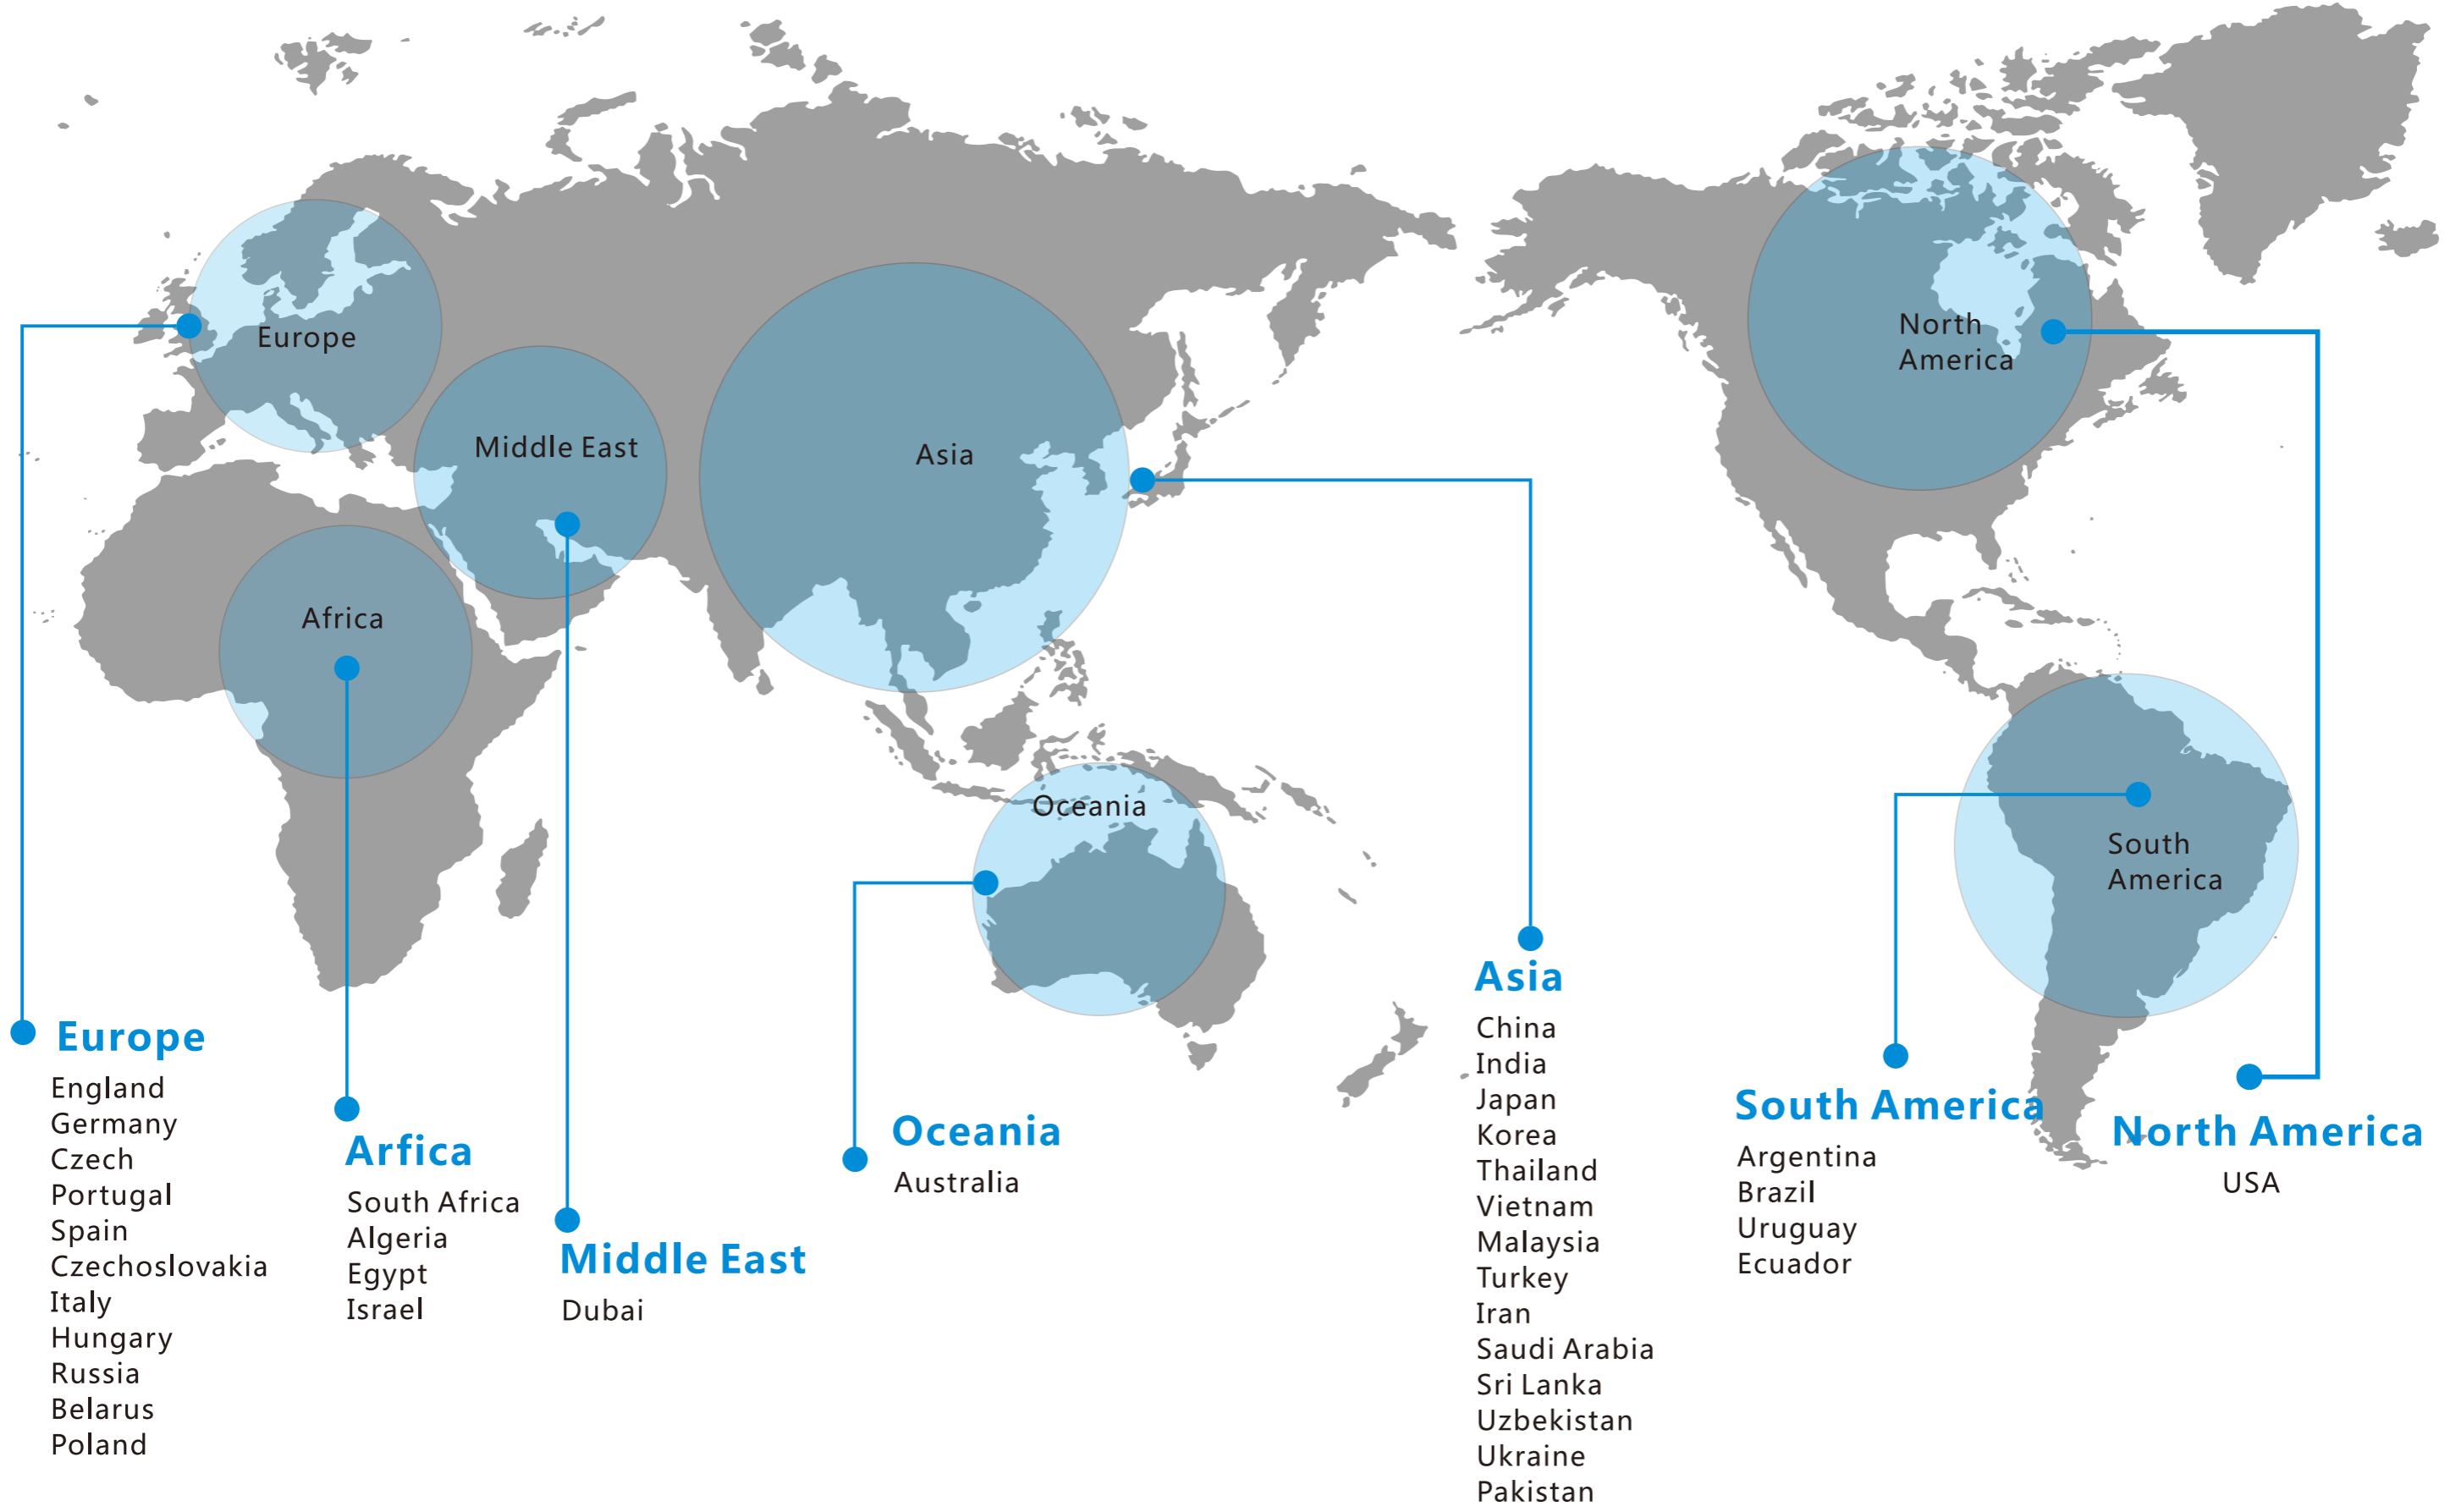 Europe
Middle East
Asia
Africa
Oceania
North
America
South
America
Europe
England
Germany
Czech
Portugal
Spain
Czechoslovakia
Italy
Hungary
Russia
Belarus
Poland
Arfica
South Africa
Algeria
Egypt
Israel
Middle East
Dubai
Oceania
Australia
Asia
China
India
Japan
Korea
Thailand
Vietnam
Malaysia
Turkey
Iran
Saudi Arabia
Sri Lanka
Uzbekistan
Ukraine
Pakistan
South America
Argentina
Brazil
Uruguay
Ecuador
North America
USA